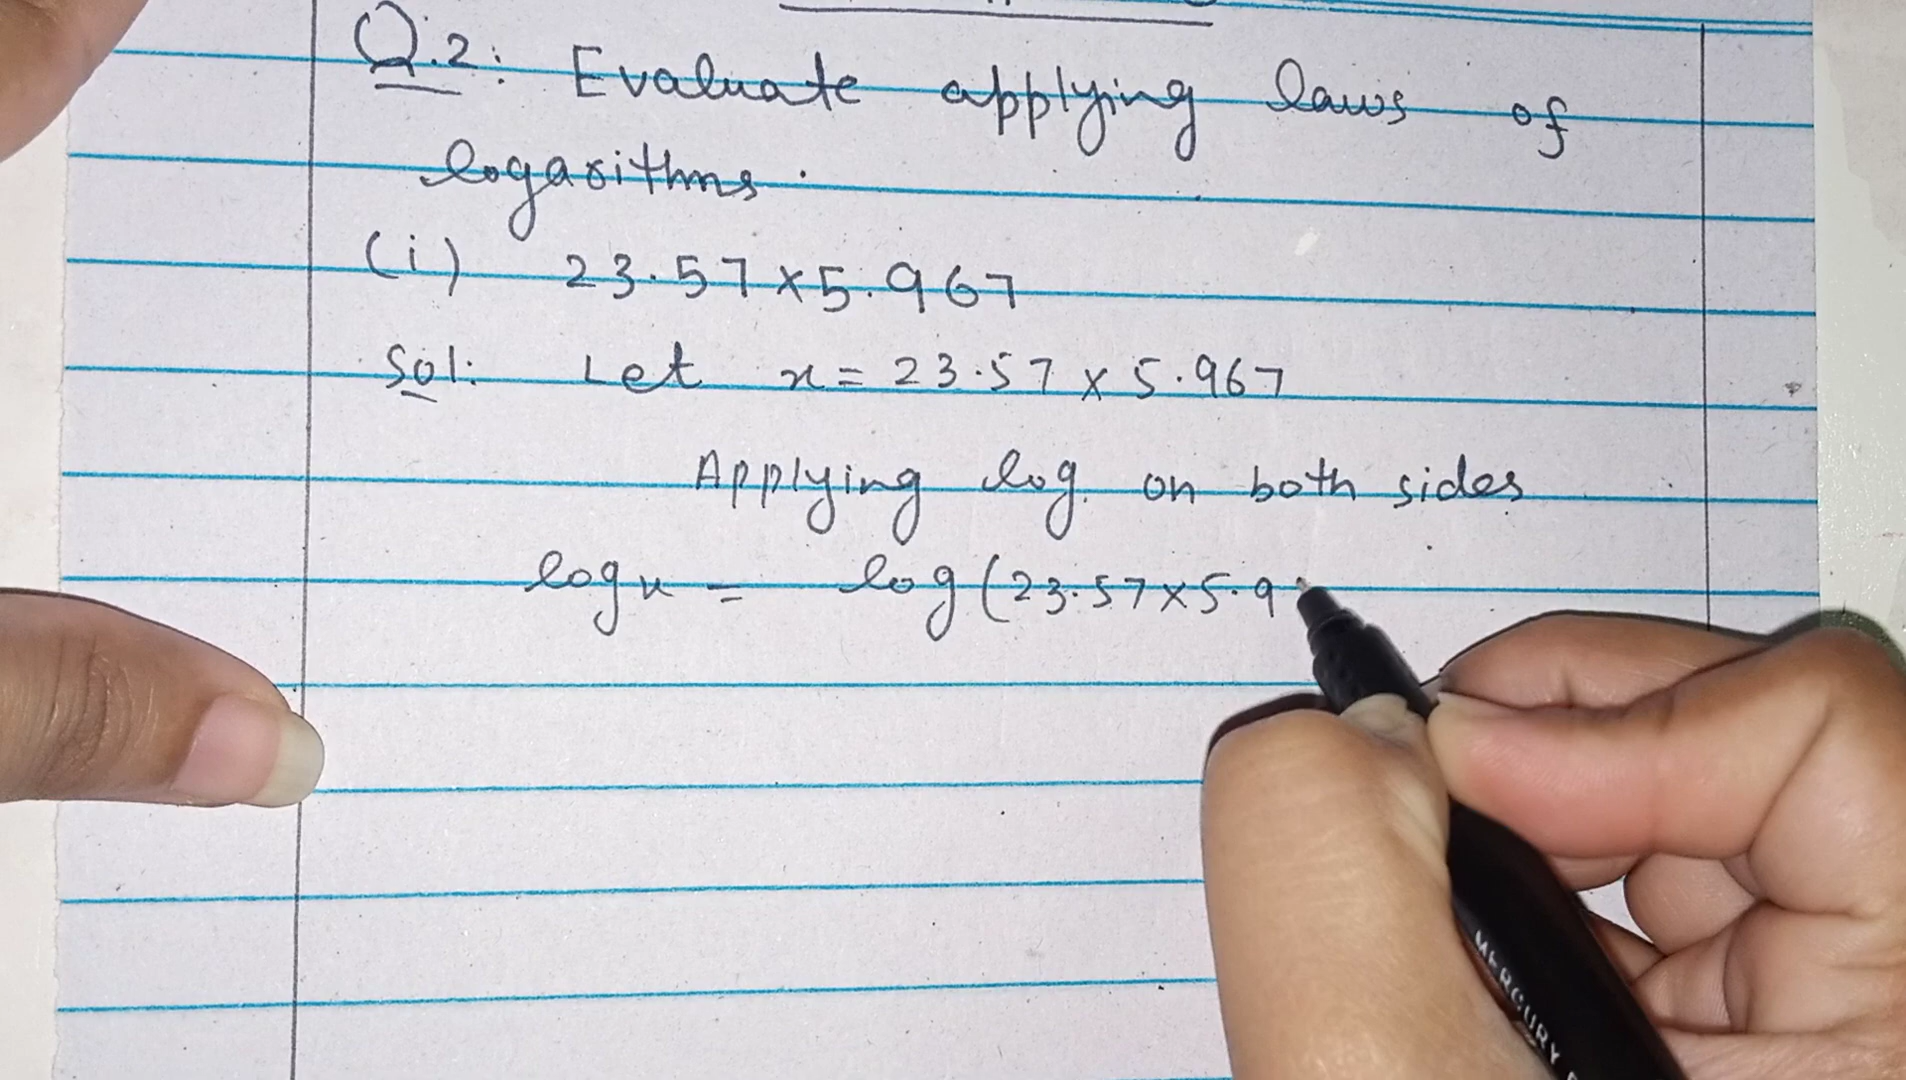 Q.2: Evaluate applying laws of
logarithms.
(i) 23.57×5.967
Sol: Let x = 23.57 × 5.967
Applying log on both sides
log x = log (23.57×5.9
MERCURY